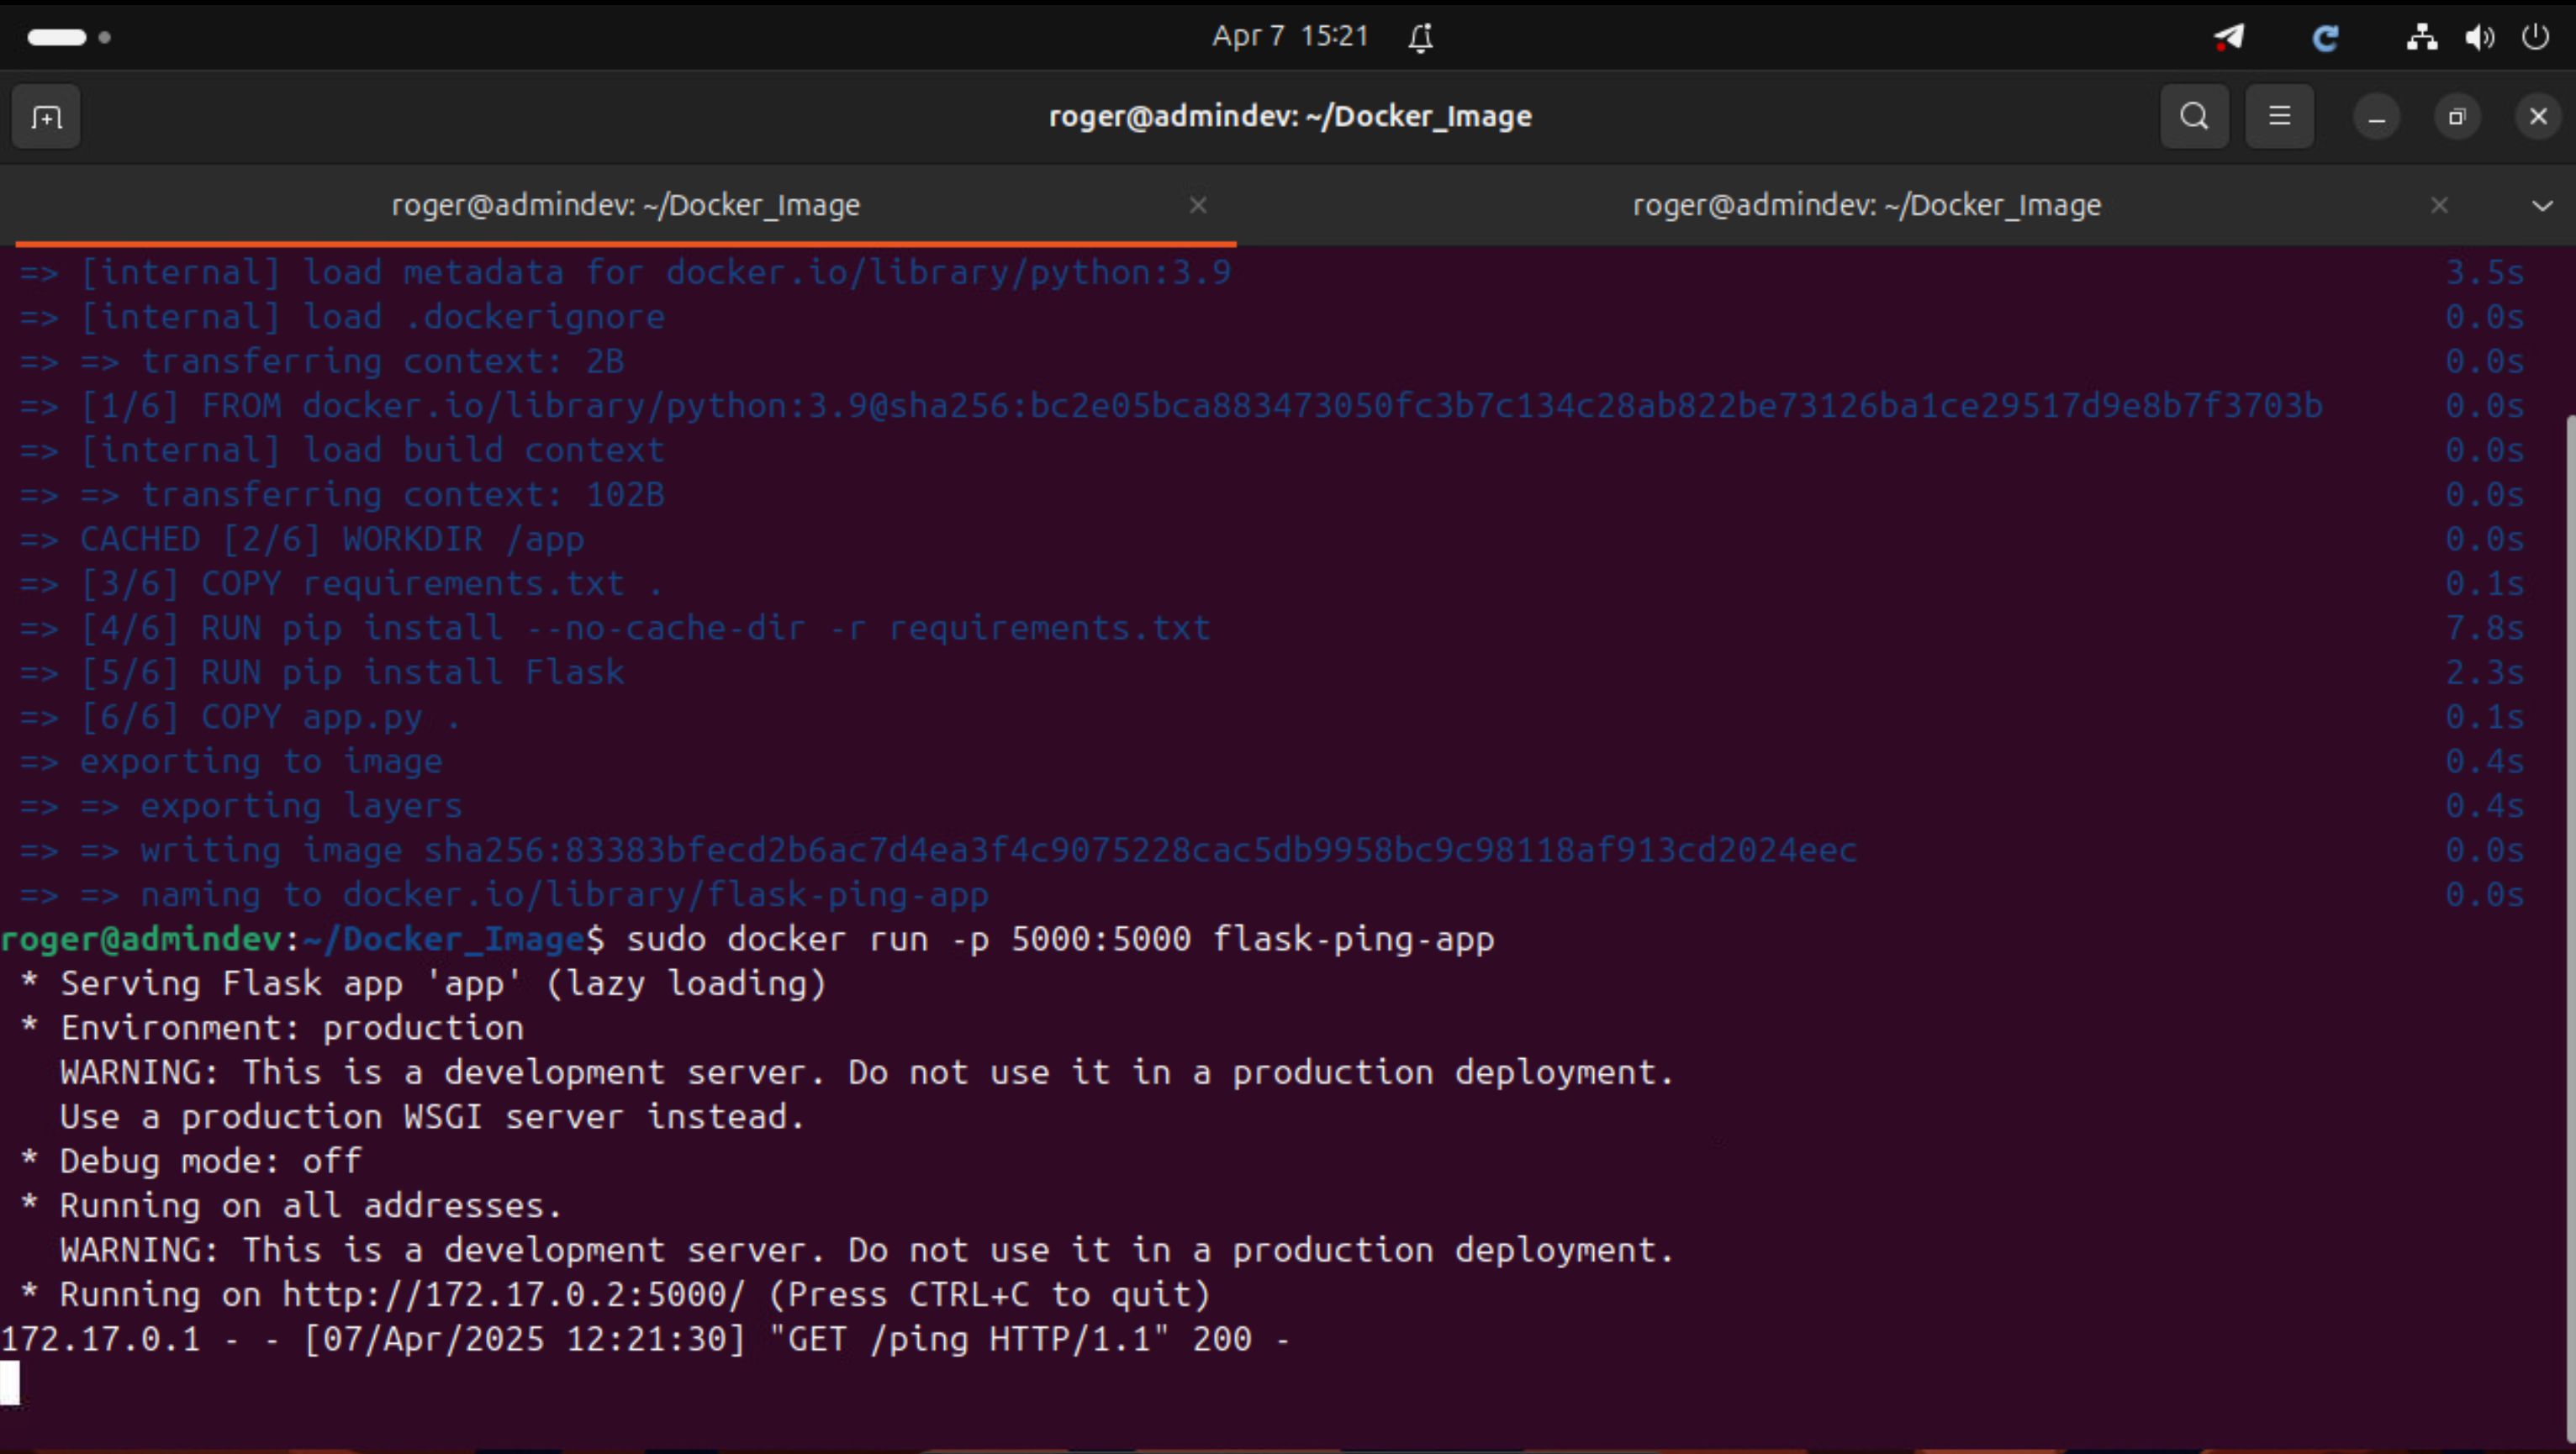 Apr 7 15:21
roger@admindev: ~/Docker_Image
roger@admindev: ~/Docker_Image
roger@admindev: ~/Docker_Image
=> [internal] load metadata for docker.io/library/python:3.9 3.5s
=> [internal] load .dockerignore 0.0s
=> => transferring context: 2B 0.0s
=> [1/6] FROM docker.io/library/python:3.9@sha256:bc2e05bca883473050fc3b7c134c28ab822be73126ba1ce29517d9e8b7f3703b 0.0s
=> [internal] load build context 0.0s
=> => transferring context: 102B 0.0s
=> CACHED [2/6] WORKDIR /app 0.0s
=> [3/6] COPY requirements.txt . 0.1s
=> [4/6] RUN pip install --no-cache-dir -r requirements.txt 7.8s
=> [5/6] RUN pip install Flask 2.3s
=> [6/6] COPY app.py . 0.1s
=> exporting to image 0.4s
=> => exporting layers 0.4s
=> => writing image sha256:83383bfecd2b6ac7d4ea3f4c9075228cac5db9958bc9c98118af913cd2024eec 0.0s
=> => naming to docker.io/library/flask-ping-app 0.0s
roger@admindev:~/Docker_Image$ sudo docker run -p 5000:5000 flask-ping-app
* Serving Flask app 'app' (lazy loading)
* Environment: production
WARNING: This is a development server. Do not use it in a production deployment.
Use a production WSGI server instead.
* Debug mode: off
* Running on all addresses.
WARNING: This is a development server. Do not use it in a production deployment.
* Running on http://172.17.0.2:5000/ (Press CTRL+C to quit)
172.17.0.1 - - [07/Apr/2025 12:21:30] "GET /ping HTTP/1.1" 200 -